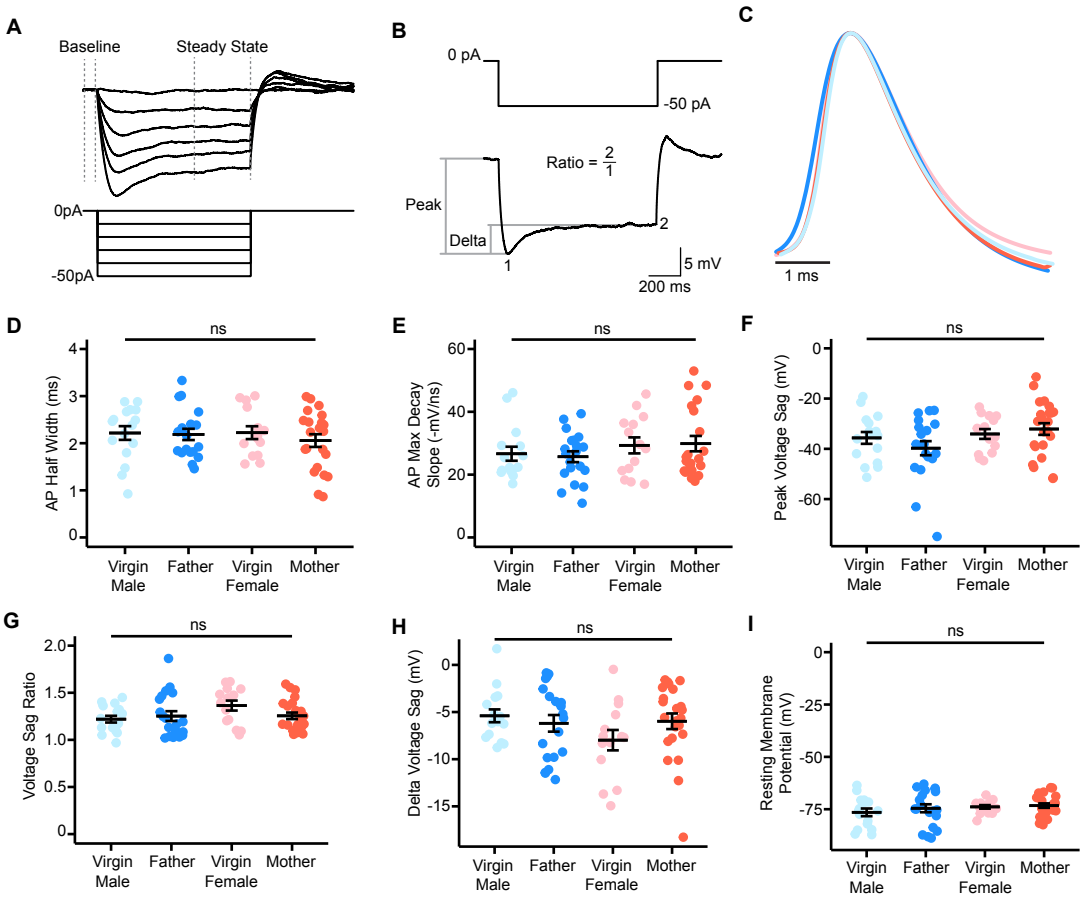 A
Baseline
Steady State
0pA
-50pA
B
0 pA
-50 pA
Ratio = 2/1
Peak
Delta
1
2
5 mV
200 ms
C
1 ms
D
ns
AP Half Width (ms)
4
3
2
1
0
Virgin Male
Father
Virgin Female
Mother
E
ns
AP Max Decay
Slope (-mV/ns)
60
40
20
0
Virgin Male
Father
Virgin Female
Mother
F
ns
Peak Voltage Sag (mV)
0
-20
-40
-60
Virgin Male
Father
Virgin Female
Mother
G
ns
Voltage Sag Ratio
2.0
1.5
1.0
0.5
0
Virgin Male
Father
Virgin Female
Mother
H
ns
Delta Voltage Sag (mV)
0
-5
-10
-15
Virgin Male
Father
Virgin Female
Mother
I
ns
Resting Membrane
Potential (mV)
0
-25
-50
-75
Virgin Male
Father
Virgin Female
Mother